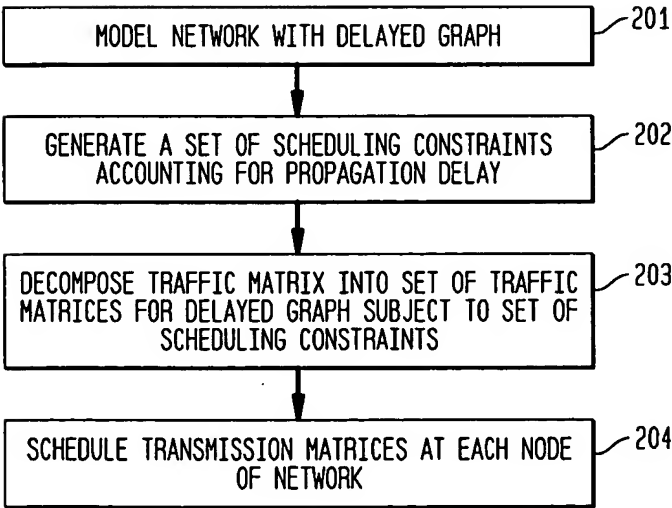 MODEL NETWORK WITH DELAYED GRAPH
201
GENERATE A SET OF SCHEDULING CONSTRAINTS
ACCOUNTING FOR PROPAGATION DELAY
202
DECOMPOSE TRAFFIC MATRIX INTO SET OF TRAFFIC
MATRICES FOR DELAYED GRAPH SUBJECT TO SET OF
SCHEDULING CONSTRAINTS
203
SCHEDULE TRANSMISSION MATRICES AT EACH NODE
OF NETWORK
204